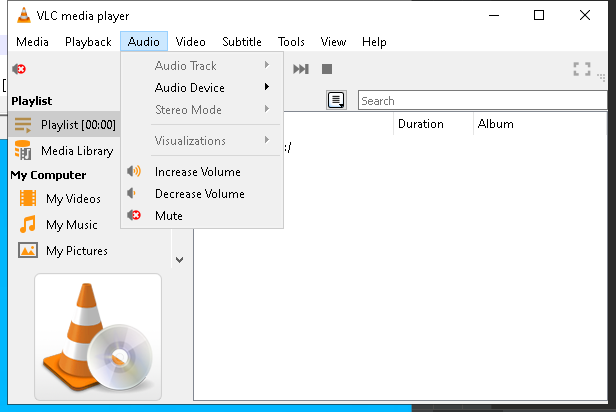 VLC media player
Media Playback Audio Video Subtitle Tools View Help
Audio Track
Audio Device
Stereo Mode
Visualizations
Increase Volume
Decrease Volume
Mute
Playlist
Playlist [00:00]
Media Library
My Computer
My Videos
My Music
My Pictures
Search
Duration Album